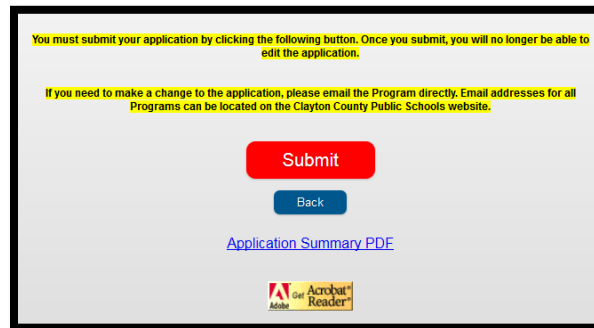 You must submit your application by clicking the following button. Once you submit, you will no longer be able to
edit the application.
If you need to make a change to the application, please email the Program directly. Email addresses for all
Programs can be located on the Clayton County Public Schools website.
Submit
Back
Application Summary PDF
Adobe
Get Acrobat®
Reader®